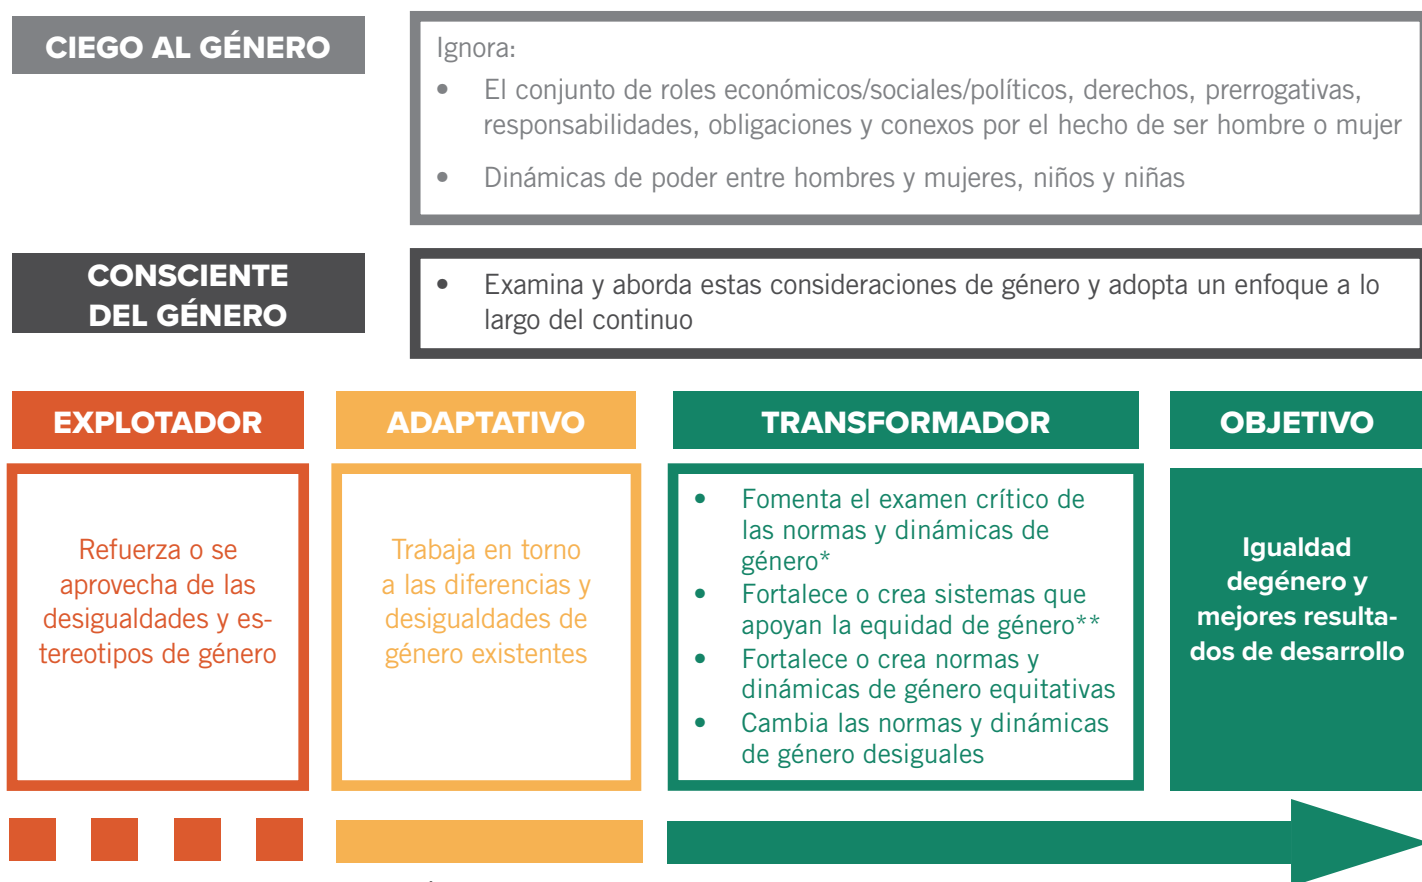 CIEGO AL GÉNERO
Ignora:
• El conjunto de roles económicos/sociales/políticos, derechos, prerrogativas,
responsabilidades, obligaciones y conexos por el hecho de ser hombre o mujer
• Dinámicas de poder entre hombres y mujeres, niños y niñas
CONSCIENTE
DEL GÉNERO
• Examina y aborda estas consideraciones de género y adopta un enfoque a lo
largo del continuo
EXPLOTADOR
Refuerza o se
aprovecha de las
desigualdades y es-
tereotipos de género
ADAPTATIVO
Trabaja en torno
a las diferencias y
desigualdades de
género existentes
TRANSFORMADOR
• Fomenta el examen crítico de
las normas y dinámicas de
género*
• Fortalece o crea sistemas que
apoyan la equidad de género**
• Fortalece o crea normas y
dinámicas de género equitativas
• Cambia las normas y dinámicas
de género desiguales
OBJETIVO
Igualdad
degénero y
mejores resulta-
dos de desarrollo